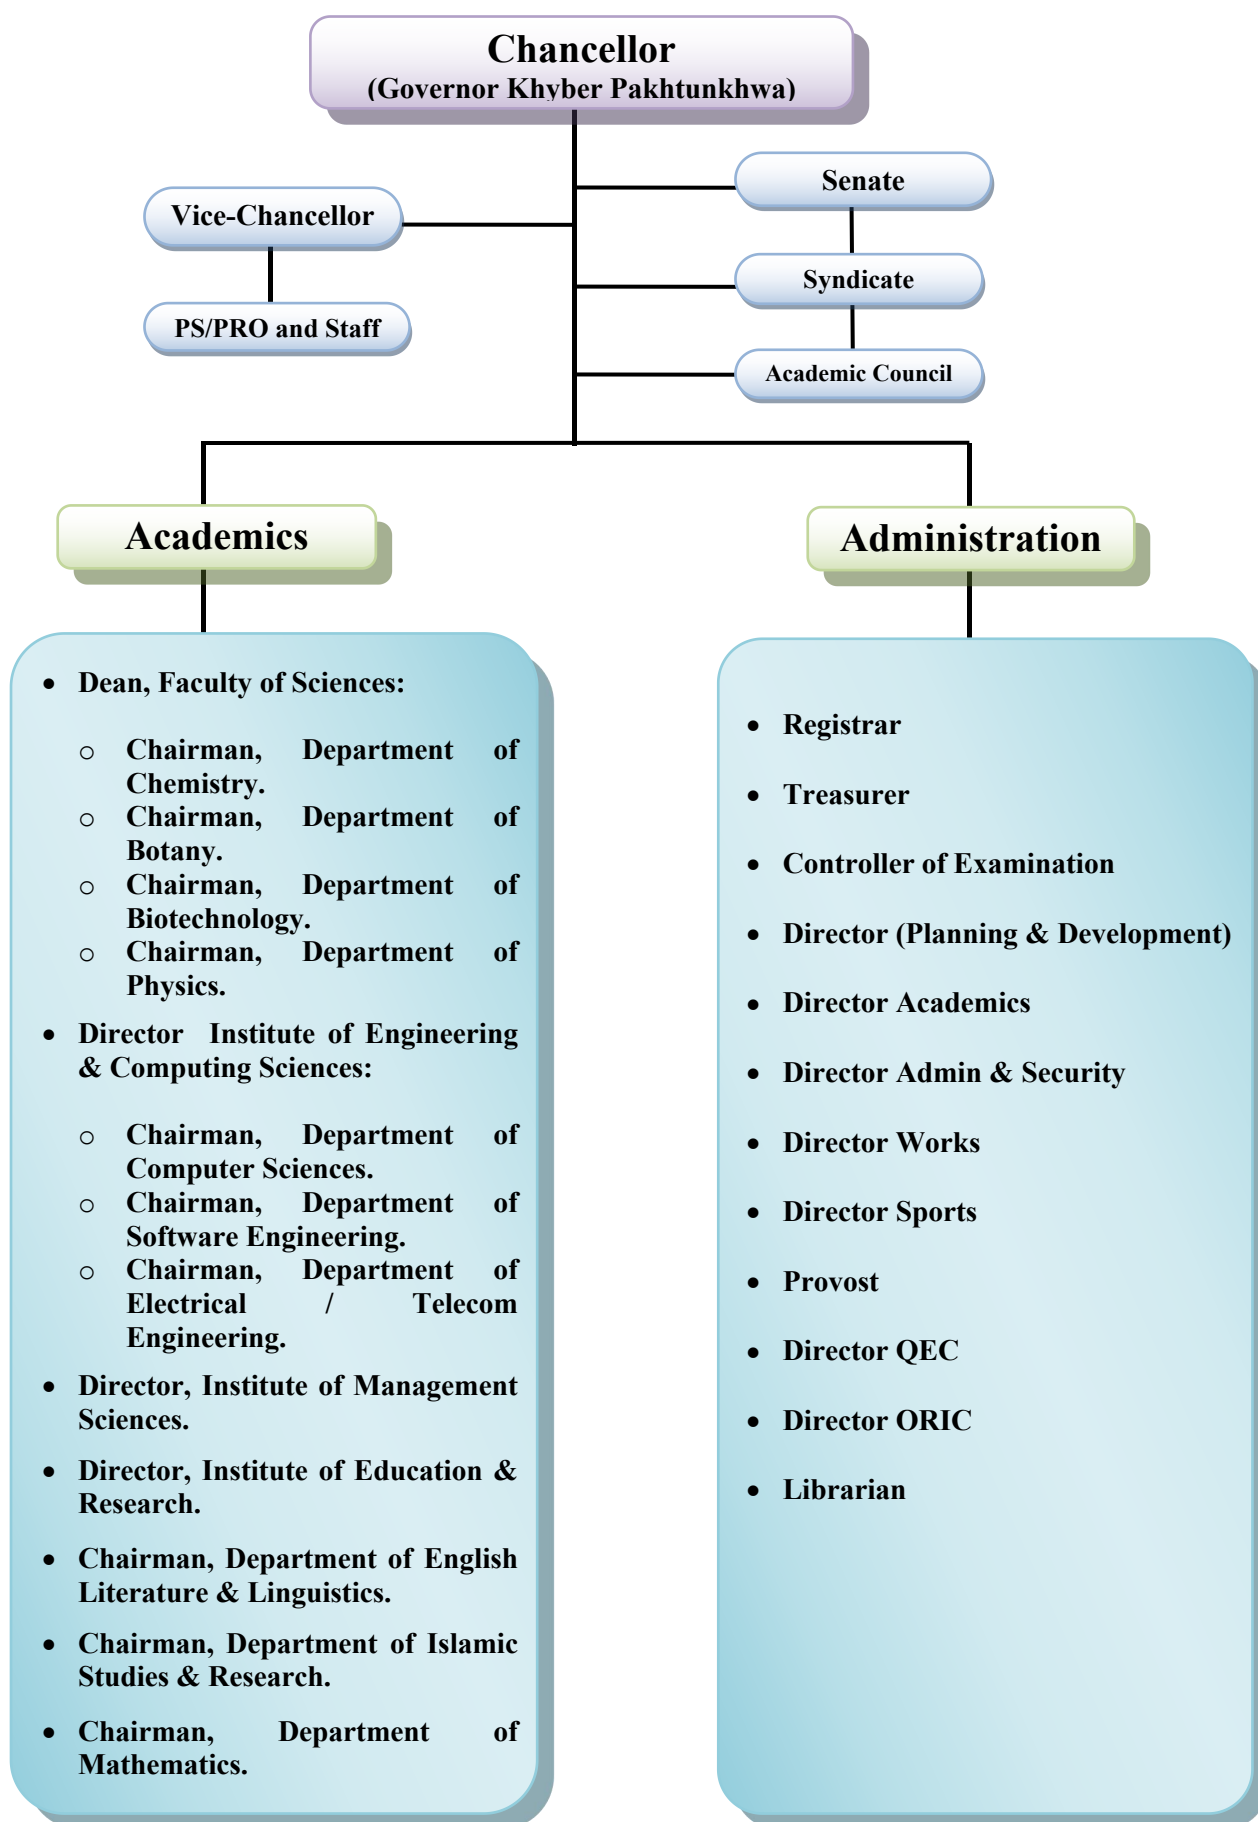 Chancellor
(Governor Khyber Pakhtunkhwa)
Senate
Vice-Chancellor
Syndicate
PS/PRO and Staff
Academic Council
Academics
Administration
• Dean, Faculty of Sciences:
o Chairman, Department of
Chemistry.
o Chairman, Department of
Botany.
o Chairman, Department of
Biotechnology.
o Chairman, Department of
Physics.
• Director Institute of Engineering
& Computing Sciences:
o Chairman, Department of
Computer Sciences.
o Chairman, Department of
Software Engineering.
o Chairman, Department of
Electrical / Telecom
Engineering.
• Director, Institute of Management
Sciences.
• Director, Institute of Education &
Research.
• Chairman, Department of English
Literature & Linguistics.
• Chairman, Department of Islamic
Studies & Research.
• Chairman, Department of
Mathematics.
• Registrar
• Treasurer
• Controller of Examination
• Director (Planning & Development)
• Director Academics
• Director Admin & Security
• Director Works
• Director Sports
• Provost
• Director QEC
• Director ORIC
• Librarian